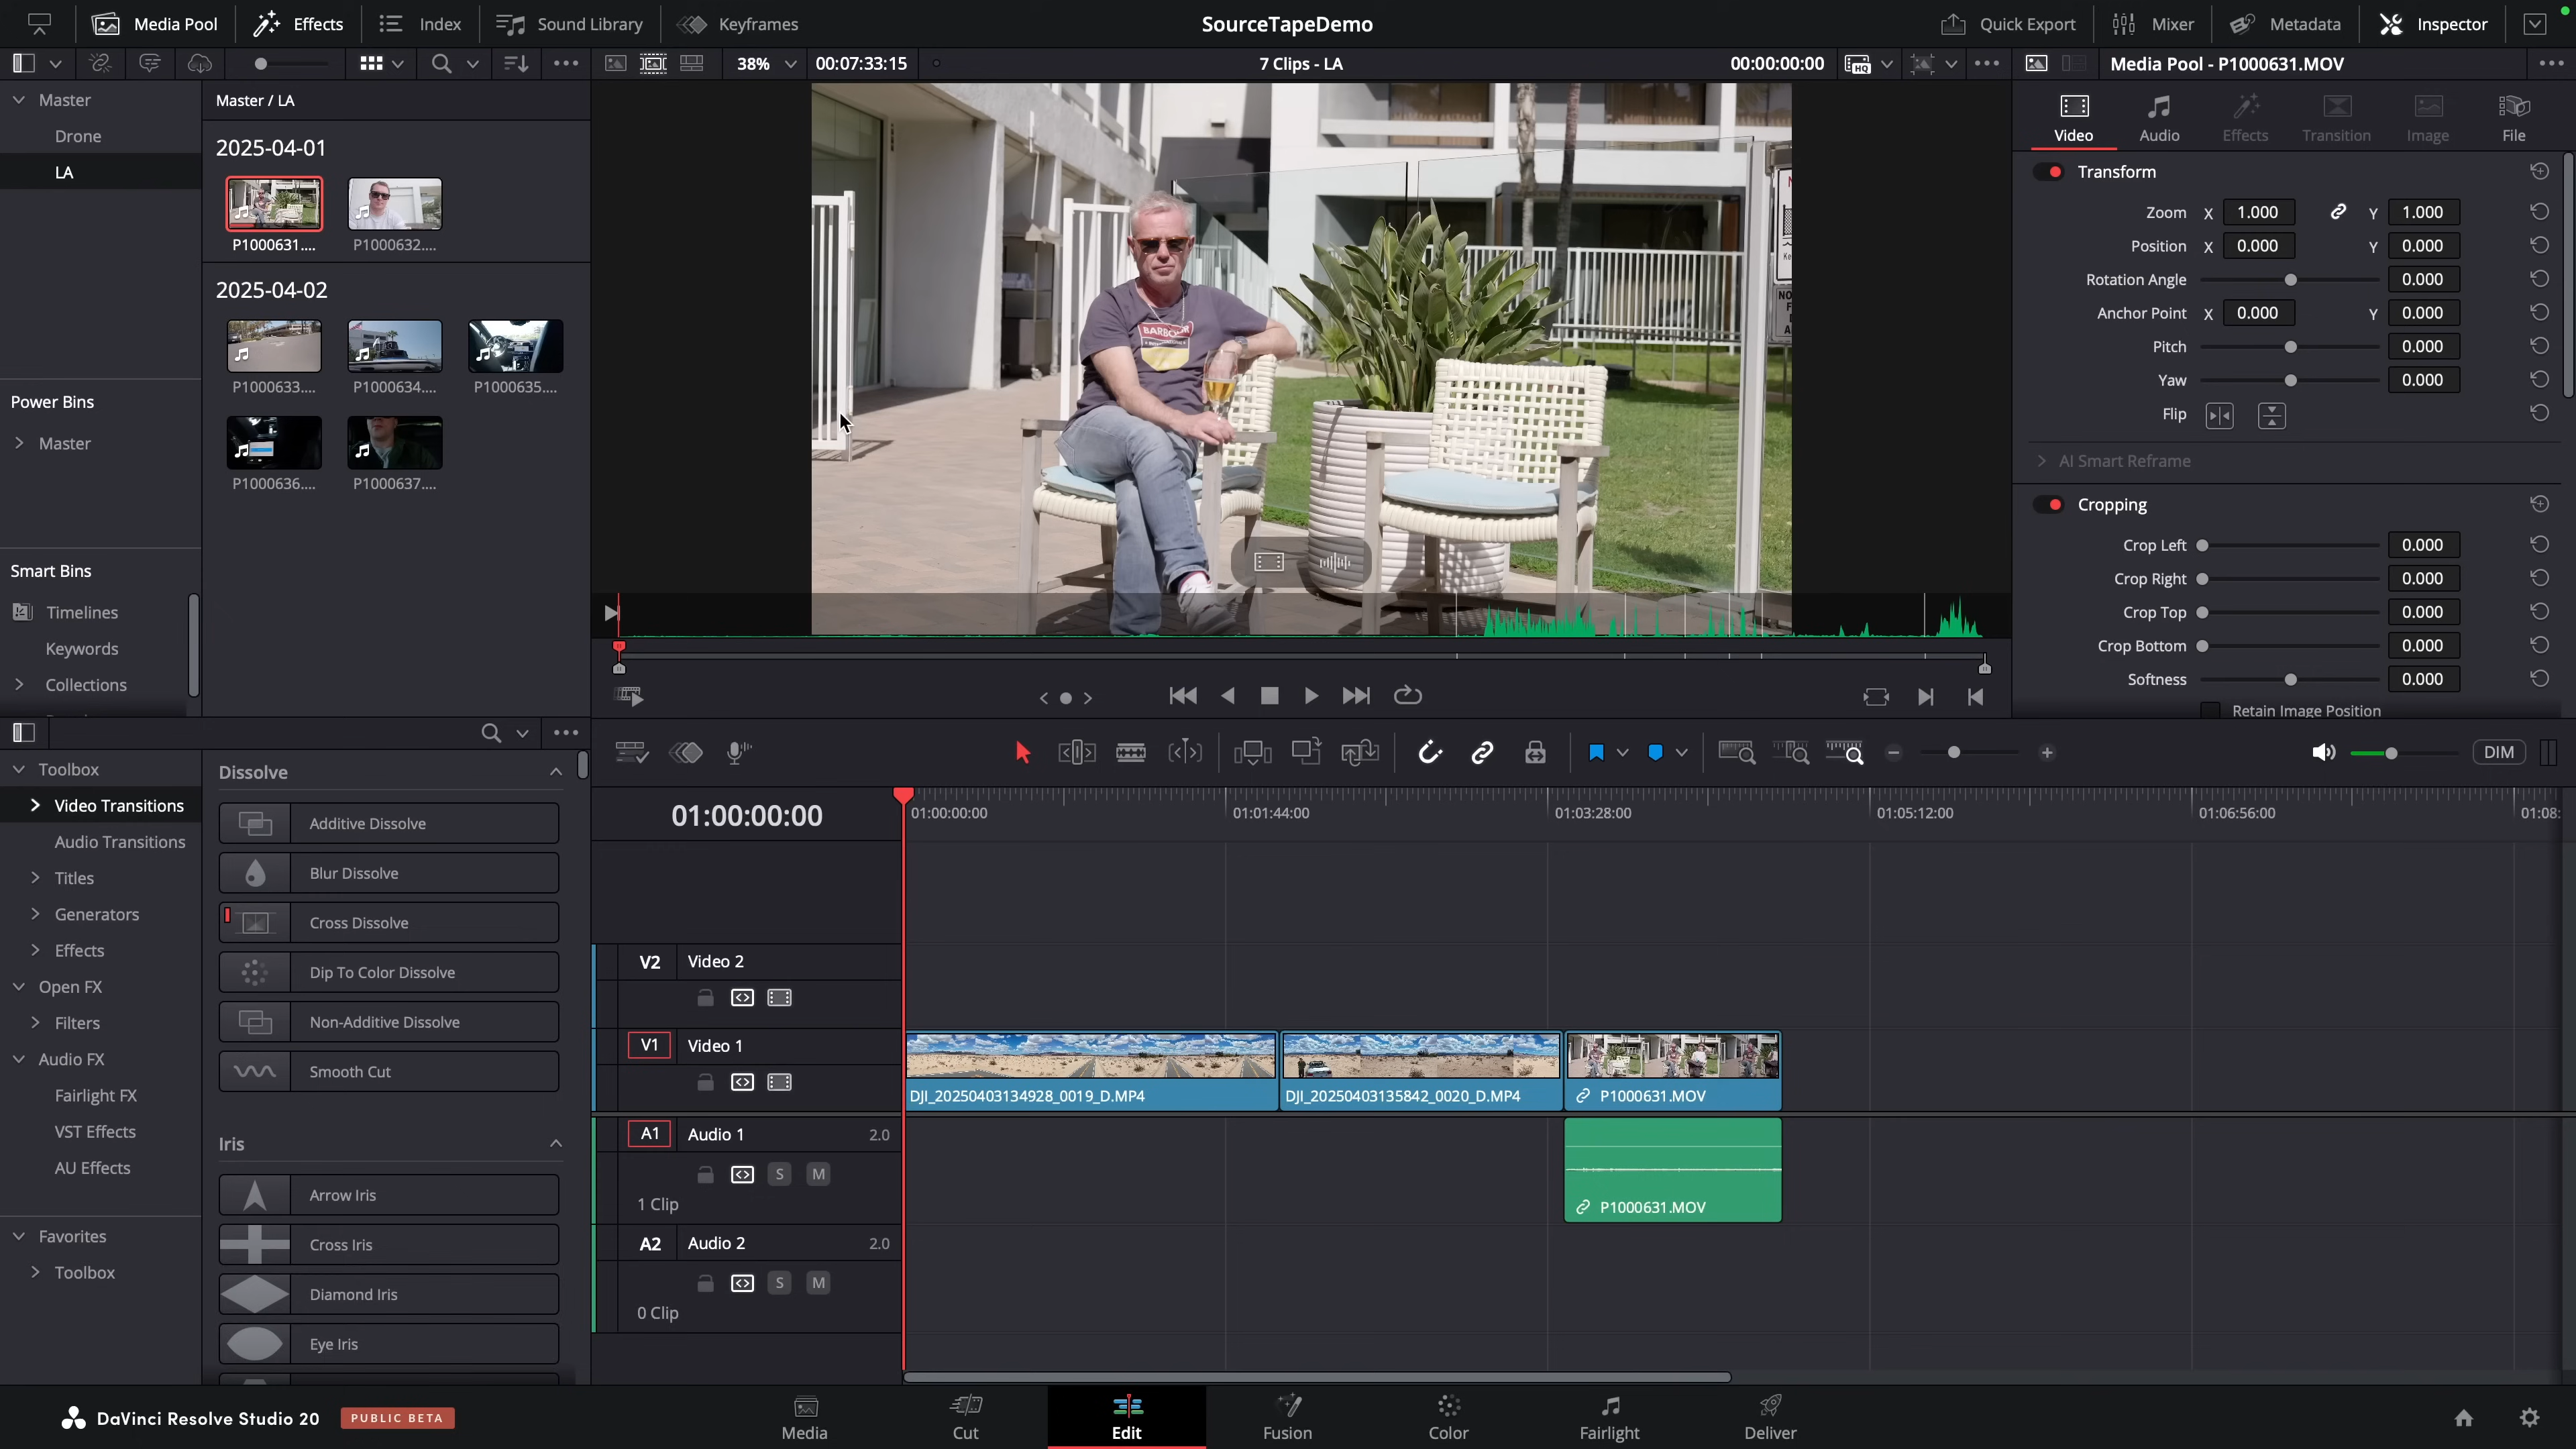 Media Pool
Effects
Index
Sound Library
Keyframes
SourceTapeDemo
Quick Export
Mixer
Metadata
Inspector
38%
00:07:33:15
7 Clips - LA
00:00:00:00
HQ
Media Pool - P1000631.MOV
Master
Drone
LA
Master / LA
2025-04-01
P1000631....
P1000632....
2025-04-02
P1000633....
P1000634....
P1000635....
P1000636....
P1000637....
Power Bins
Master
Smart Bins
Timelines
Keywords
Collections
BARBOUR
Video
Audio
Effects
Transition
Image
File
Transform
Zoom X 1.000 Y 1.000
Position X 0.000 Y 0.000
Rotation Angle 0.000
Anchor Point X 0.000 Y 0.000
Pitch 0.000
Yaw 0.000
Flip
AI Smart Reframe
Cropping
Crop Left 0.000
Crop Right 0.000
Crop Top 0.000
Crop Bottom 0.000
Softness 0.000
Retain Image Position
DIM
Toolbox
Video Transitions
Audio Transitions
Titles
Generators
Effects
Open FX
Filters
Audio FX
Fairlight FX
VST Effects
AU Effects
Favorites
Toolbox
Dissolve
Additive Dissolve
Blur Dissolve
Cross Dissolve
Dip To Color Dissolve
Non-Additive Dissolve
Smooth Cut
Iris
Arrow Iris
Cross Iris
Diamond Iris
Eye Iris
01:00:00:00
01:00:00:00
01:01:44:00
01:03:28:00
01:05:12:00
01:06:56:00
01:08:
V2 Video 2
V1 Video 1
DJI_20250403134928_0019_D.MP4
DJI_20250403135842_0020_D.MP4
P1000631.MOV
A1 Audio 1 2.0
S M
1 Clip
P1000631.MOV
A2 Audio 2 2.0
S M
0 Clip
DaVinci Resolve Studio 20
PUBLIC BETA
Media
Cut
Edit
Fusion
Color
Fairlight
Deliver